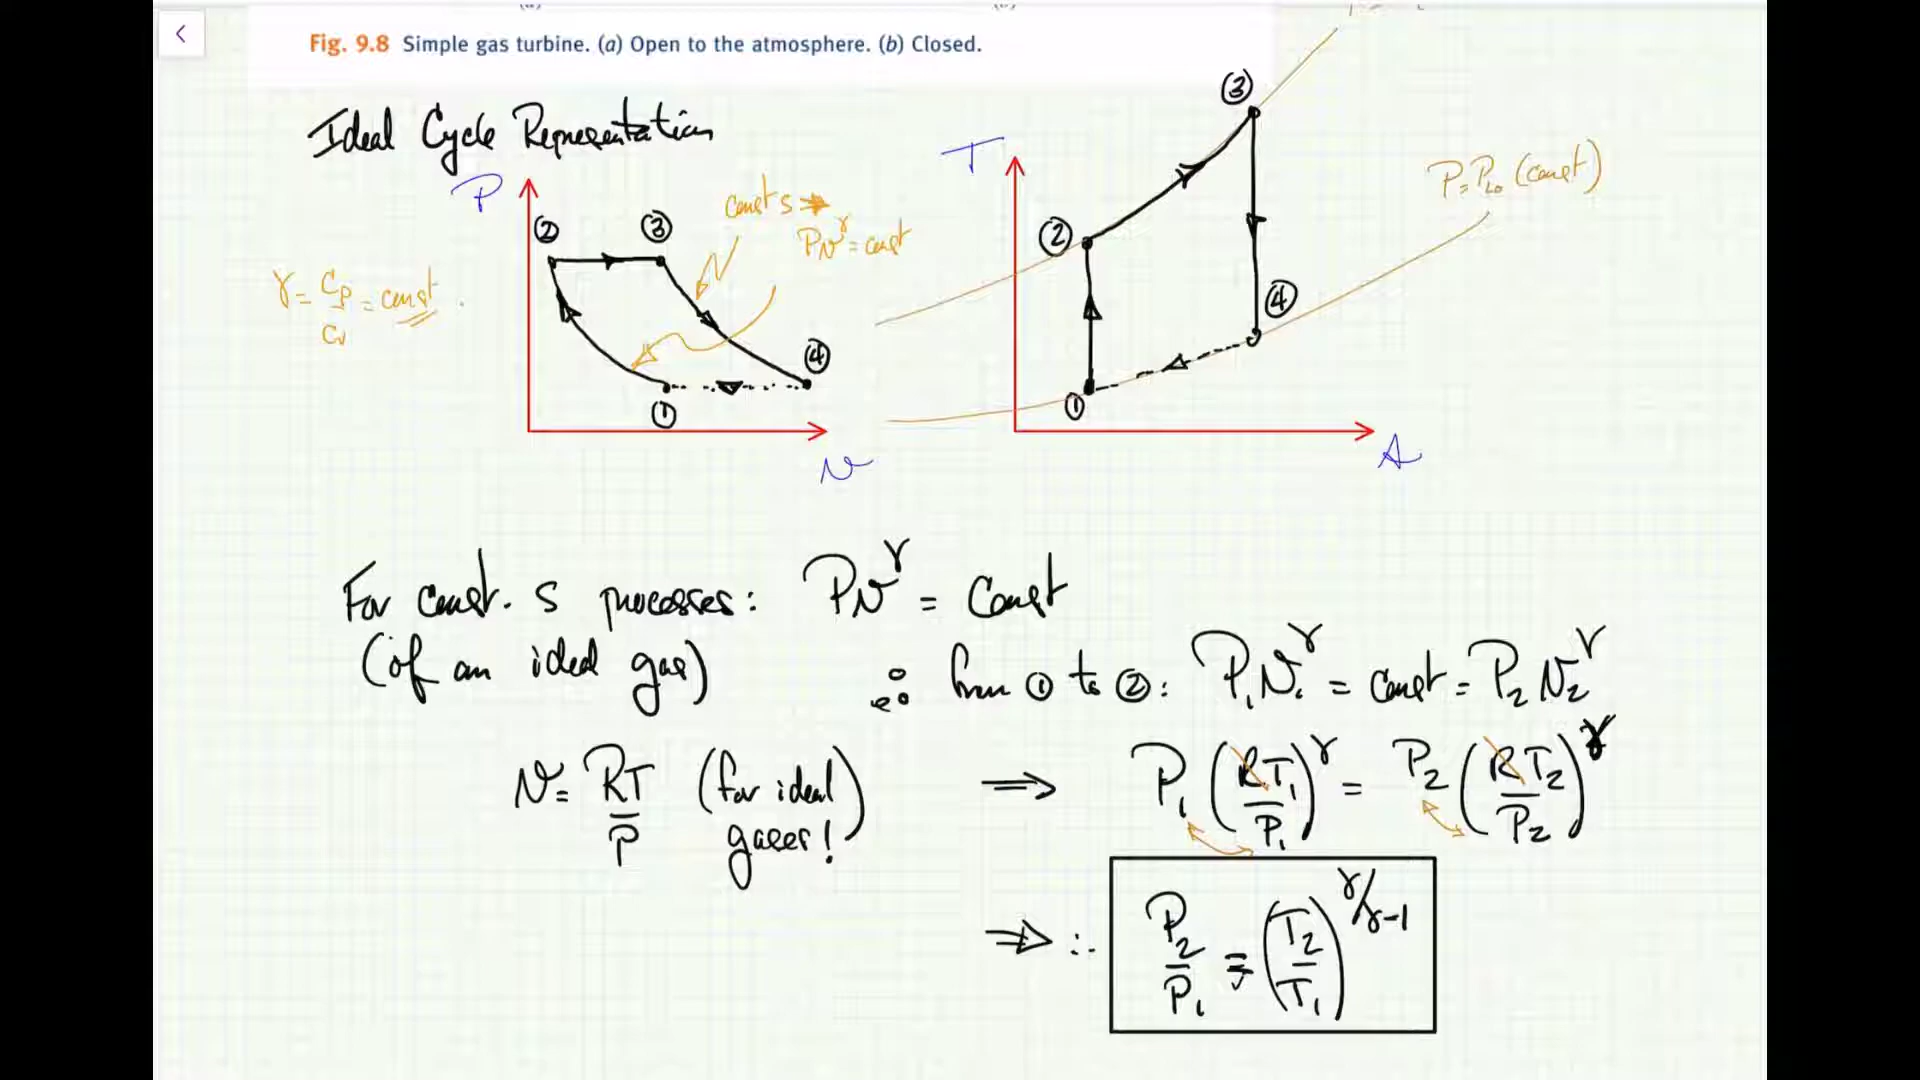 Fig. 9.8 Simple gas turbine. (a) Open to the atmosphere. (b) Closed.
Ideal Cycle Representation
P
const s ⇒
Pv^γ = const
γ = Cp/Cv = const
② ③
④
①
v
T
③
P = P_Lo (const)
②
④
①
s
For const. s processes: Pv^γ = Const
(of an ideal gas)
∴ from ① to ②: P₁v₁^γ = const = P₂v₂^γ
v = RT/P (for ideal gases!)
⇒ P₁(RT₁/P₁)^γ = P₂(RT₂/P₂)^γ
⇒ ∴ P₂/P₁ = (T₂/T₁)^γ/γ-1